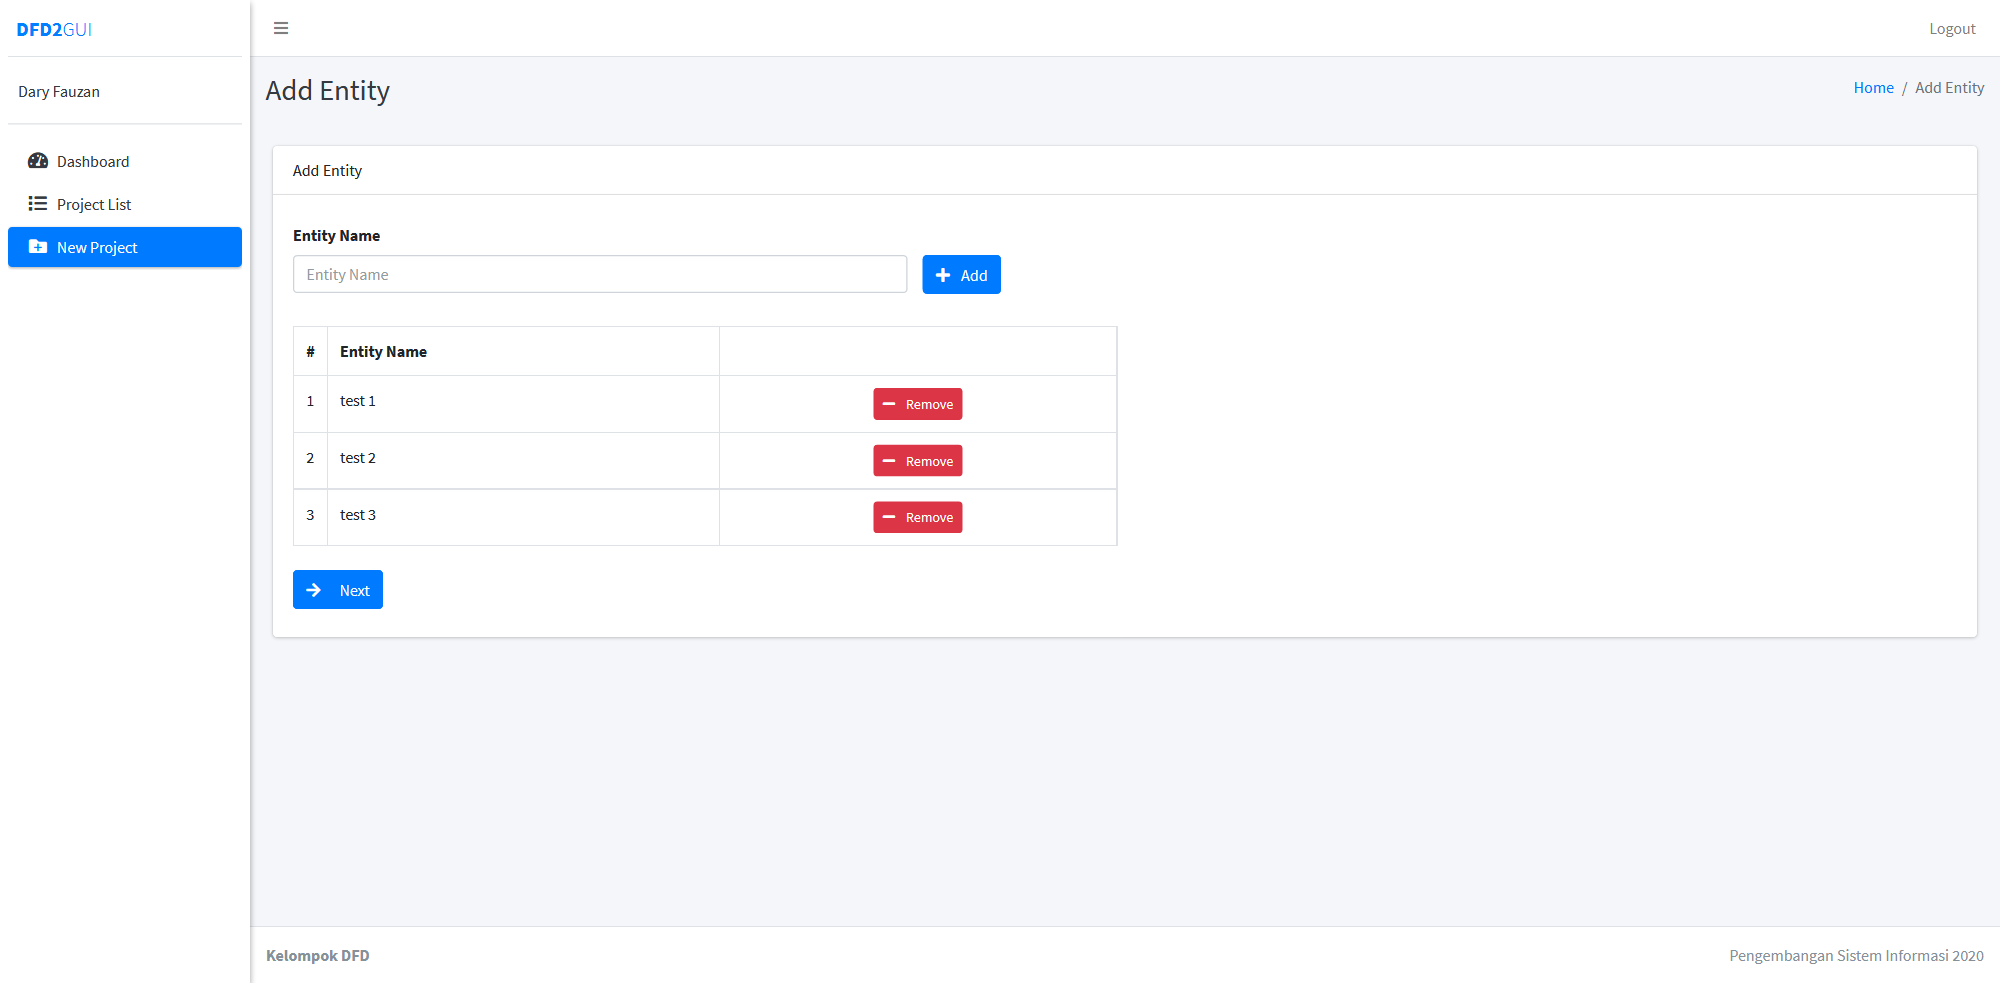 DFD2GUI
Logout
Dary Fauzan
Dashboard
Project List
New Project
Add Entity
Home / Add Entity
Add Entity
Entity Name
Entity Name
Add
# Entity Name
1 test 1 Remove
2 test 2 Remove
3 test 3 Remove
Next
Kelompok DFD
Pengembangan Sistem Informasi 2020